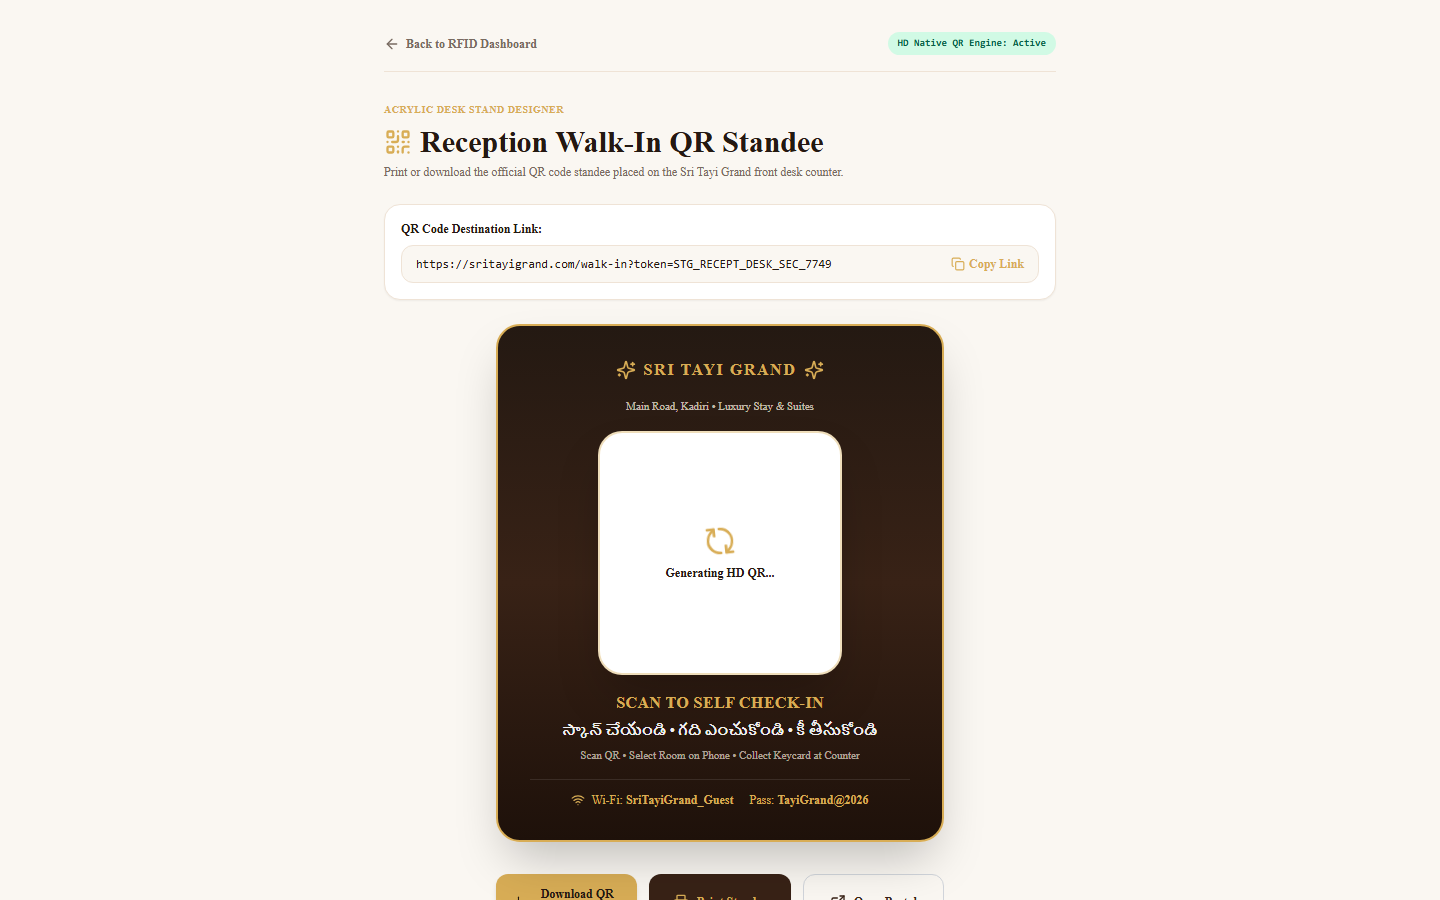 Back to RFID Dashboard
HD Native QR Engine: Active
ACRYLIC DESK STAND DESIGNER
Reception Walk-In QR Standee
Print or download the official QR code standee placed on the Sri Tayi Grand front desk counter.
QR Code Destination Link:
https://sritayigrand.com/walk-in?token=STG_RECEPT_DESK_SEC_7749
Copy Link
SRI TAYI GRAND
Main Road, Kadiri • Luxury Stay & Suites
Generating HD QR...
SCAN TO SELF CHECK-IN
స్కాన్ చేయండి • గది ఎంచుకోండి • కీ తీసుకోండి
Scan QR • Select Room on Phone • Collect Keycard at Counter
Wi-Fi: SriTayiGrand_Guest Pass: TayiGrand@2026
Download QR